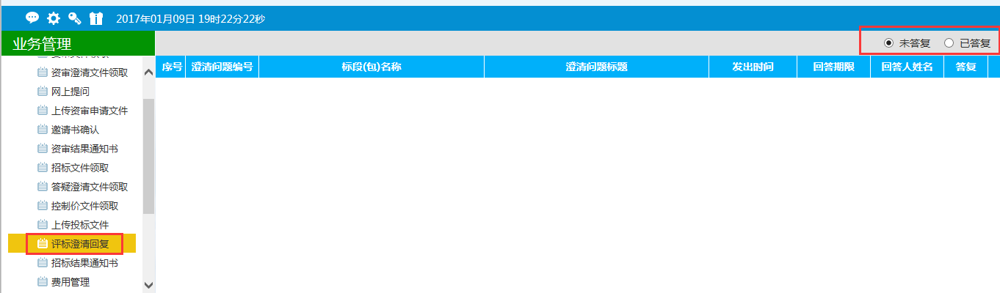 2017年01月09日 19时22分22秒
业务管理
未答复 已答复
序号 澄清问题编号 标段(包)名称 澄清问题标题 发出时间 回答期限 回答人姓名 答复
资审澄清文件领取
网上提问
上传资审申请文件
邀请书确认
资审结果通知书
招标文件领取
答疑澄清文件领取
控制价文件领取
上传投标文件
评标澄清回复
招标结果通知书
费用管理